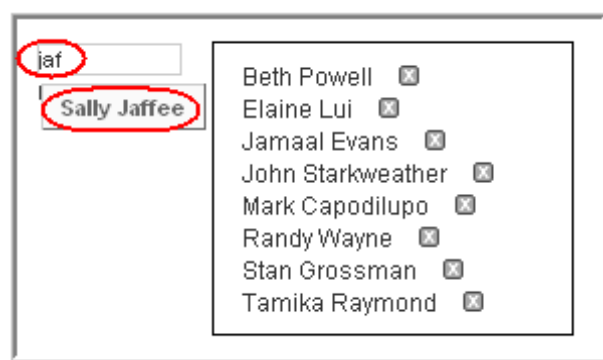 jaf
Sally Jaffee
Beth Powell
Elaine Lui
Jamaal Evans
John Starkweather
Mark Capodilupo
Randy Wayne
Stan Grossman
Tamika Raymond